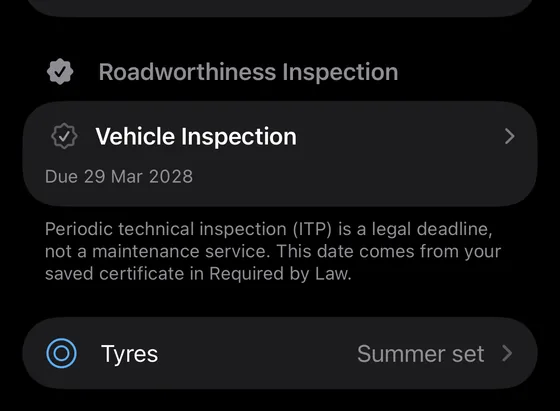 Roadworthiness Inspection
Vehicle Inspection
Due 29 Mar 2028
Periodic technical inspection (ITP) is a legal deadline,
not a maintenance service. This date comes from your
saved certificate in Required by Law.
Tyres Summer set